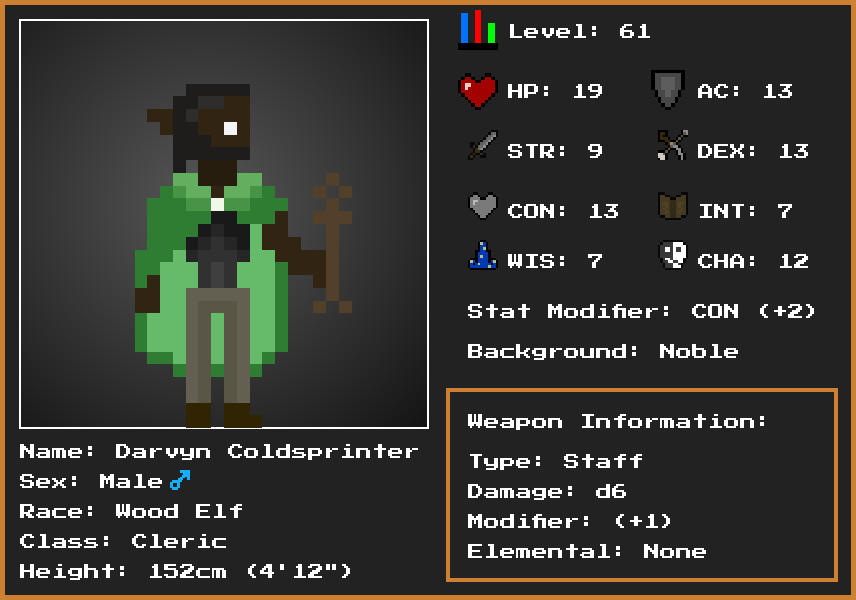 Level: 61
HP: 19
AC: 13
STR: 9
DEX: 13
CON: 13
INT: 7
WIS: 7
CHA: 12
Stat Modifier: CON (+2)
Background: Noble
Weapon Information:
Type: Staff
Damage: d6
Modifier: (+1)
Elemental: None
Name: Darvyn Coldsprinter
Sex: Male♂
Race: Wood Elf
Class: Cleric
Height: 152cm (4'12")